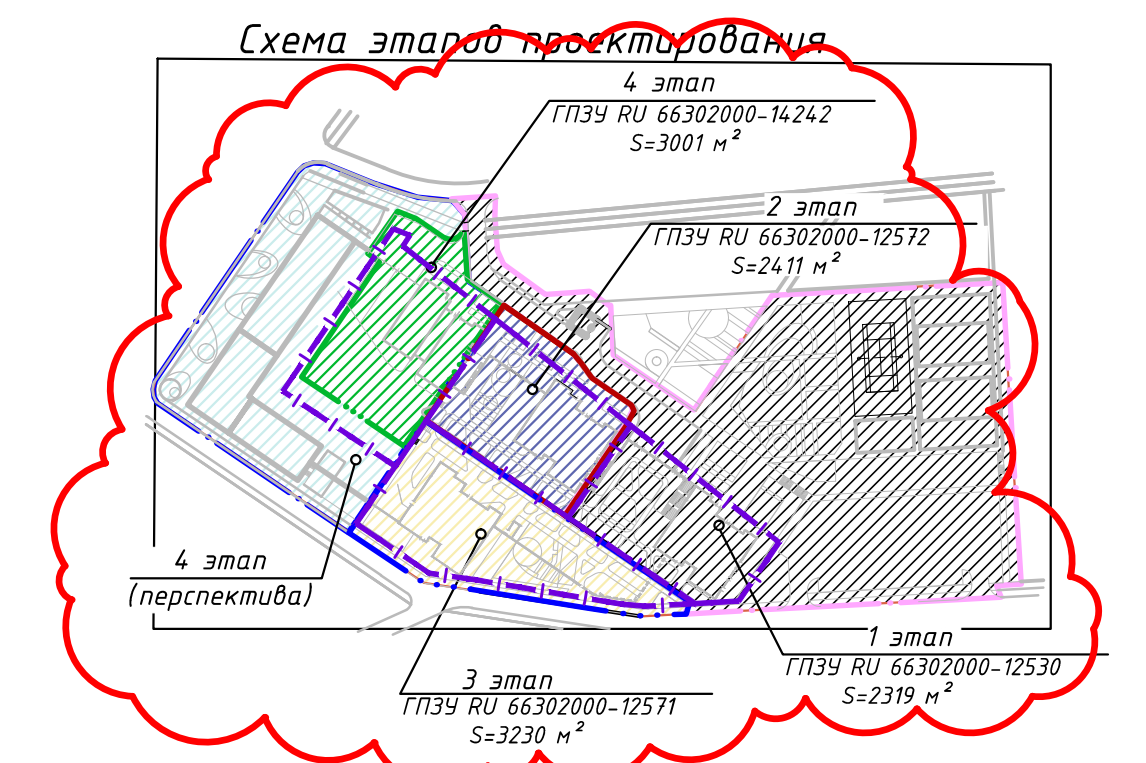 Схема этапов проектирования
4 этап
ГПЗУ RU 66302000-14242
S=3001 м²
2 этап
ГПЗУ RU 66302000-12572
S=2411 м²
4 этап
(перспектива)
1 этап
ГПЗУ RU 66302000-12530
S=2319 м²
3 этап
ГПЗУ RU 66302000-12571
S=3230 м²